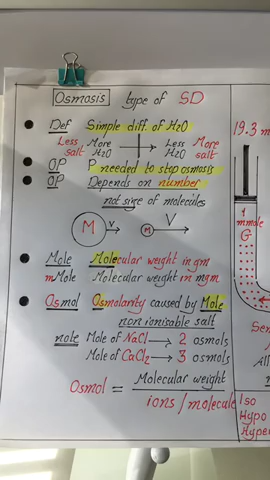 Osmosis type of SD
Def Simple diff. of H2O
Less salt More H2O → Less H2O More salt
OP P needed to stop osmosis
OP Depends on number
not size of molecules
M v M V
Mole Molecular weight in gm
mMole Molecular weight in mgm
Osmol Osmolarity caused by Mole
non ionisable salt
note Mole of NaCl → 2 osmols
Mole of CaCl2 → 3 osmols
Osmol = Molecular weight
ions/molecule
19.3 m
1
mmole
G
Iso
Hypo
Hyper